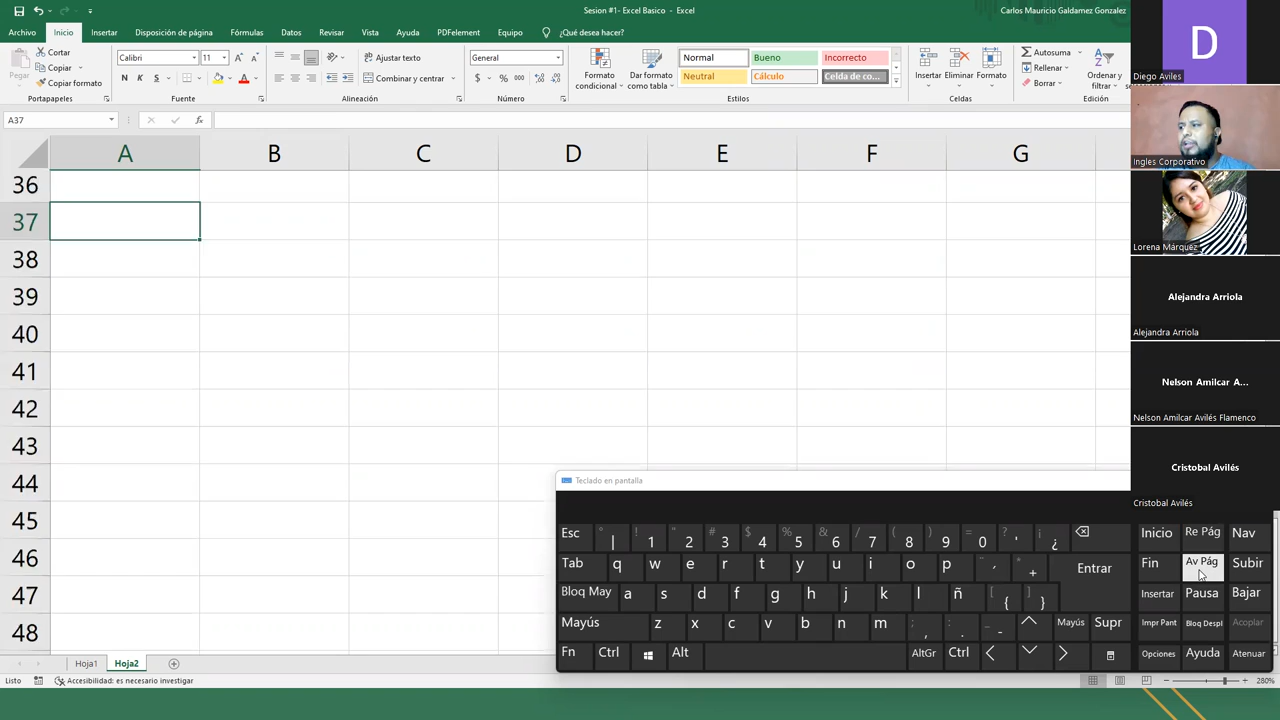 Sesion #1- Excel Basico - Excel
Carlos Mauricio Galdamez Gonzalez
Archivo Inicio Insertar Disposición de página Fórmulas Datos Revisar Vista Ayuda PDFelement Equipo ¿Qué desea hacer?
Pegar
Cortar
Copiar
Copiar formato
Portapapeles
Calibri 11
N K S
Fuente
Ajustar texto
Combinar y centrar
Alineación
General
$ % 000
Número
Formato condicional
Dar formato como tabla
Normal Bueno Incorrecto
Neutral Cálculo Celda de co...
Estilos
Insertar Eliminar Formato
Celdas
Autosuma
Rellenar
Borrar
Ordenar y filtrar
Edición
A37
fx
A B C D E F G
36
37
38
39
40
41
42
43
44
45
46
47
48
Teclado en pantalla
Esc ° | ! 1 " 2 # 3 $ 4 % 5 & 6 / 7 ( 8 ) 9 = 0 ? ' ¡ ¿ Inicio Re Pág Nav
Tab q w e r t y u i o p ¨ ´ * + Entrar Fin Av Pág Subir
Bloq May a s d f g h j k l ñ [ { ] } Insertar Pausa Bajar
Mayús z x c v b n m ; , : . _ - Mayús Supr Impr Pant Bloq Despl Acoplar
Fn Ctrl Alt AltGr Ctrl Opciones Ayuda Atenuar
Hoja1 Hoja2
Listo Accesibilidad: es necesario investigar 280%
D
Diego Aviles
Ingles Corporativo
Lorena Márquez
Alejandra Arriola
Alejandra Arriola
Nelson Amilcar A...
Nelson Amilcar Avilés Flamenco
Cristobal Avilés
Cristobal Avilés